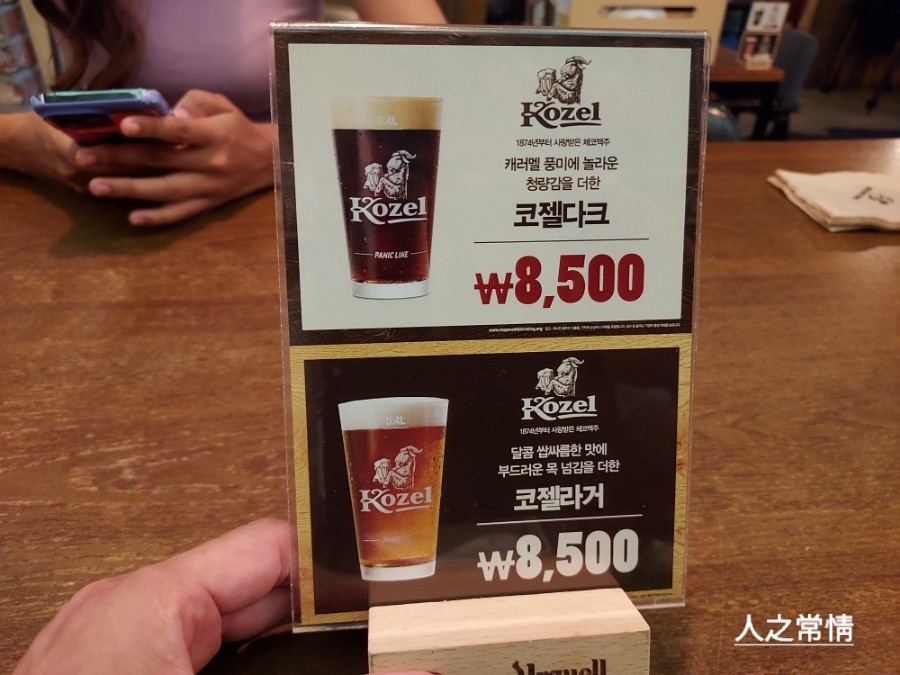 0.4L
Kozel
PANIC LINE
Kozel
1874년부터 사랑받은 체코맥주
캐러멜 풍미에 놀라운
청량감을 더한
코젤다크
₩8,500
0.4L
Kozel
PANIC
Kozel
1874년부터 사랑받은 체코맥주
달콤 쌉싸름한 맛에
부드러운 목 넘김을 더한
코젤라거
₩8,500
人之常情